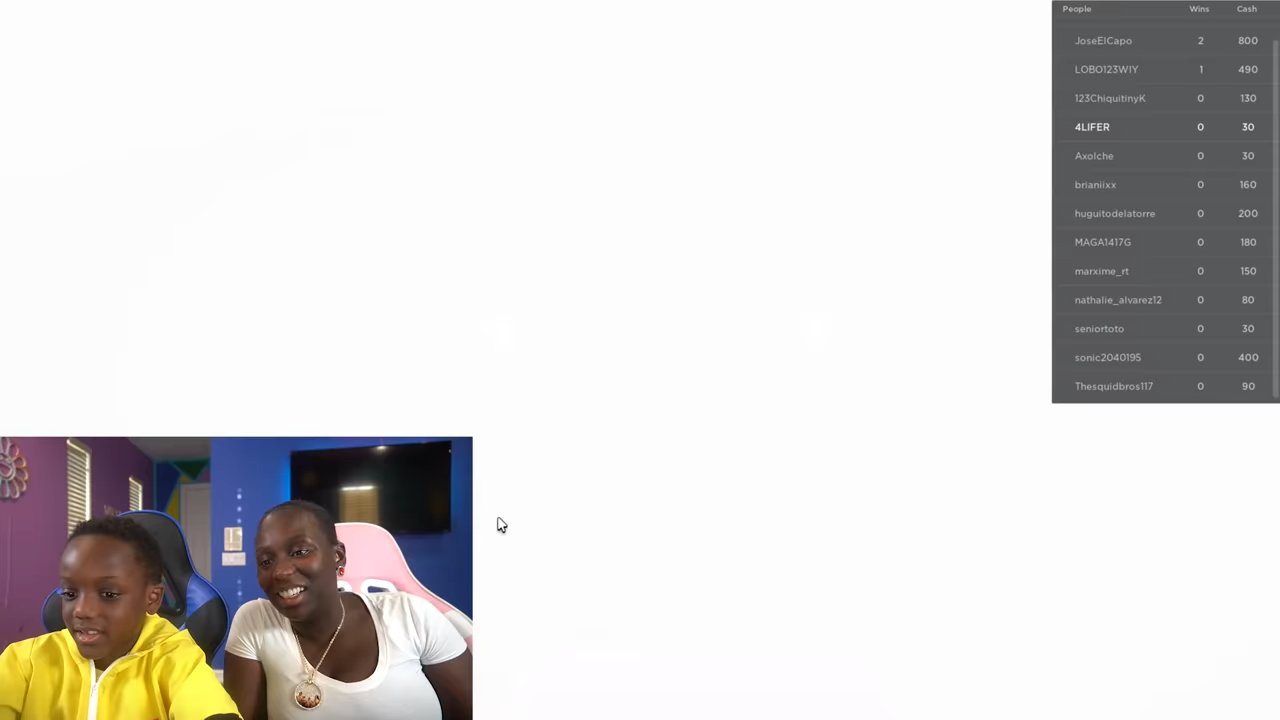 People Wins Cash
JoseElCapo 2 800
LOBO123WIY 1 490
123ChiquitinyK 0 130
4LIFER 0 30
Axolche 0 30
brianiixx 0 160
huguitodelatorre 0 200
MAGA1417G 0 180
marxime_rt 0 150
nathalie_alvarez12 0 80
seniortoto 0 30
sonic2040195 0 400
Thesquidbros117 0 90